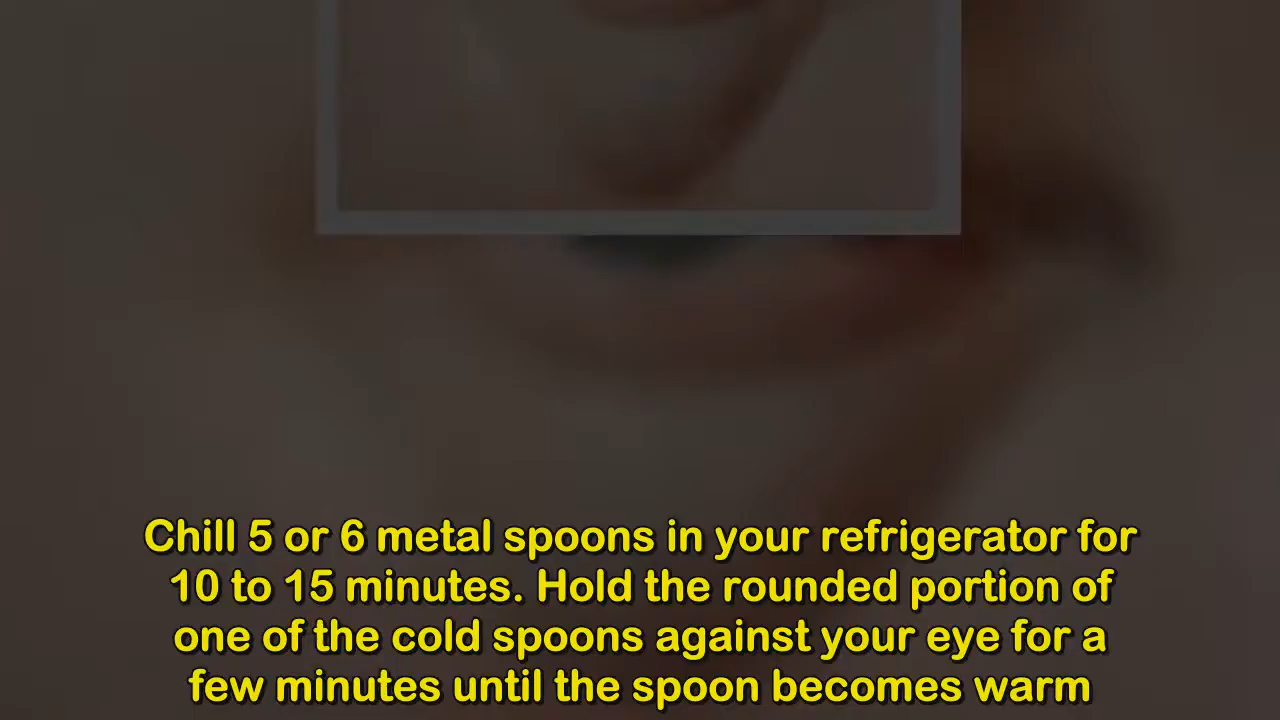 Chill 5 or 6 metal spoons in your refrigerator for
10 to 15 minutes. Hold the rounded portion of
one of the cold spoons against your eye for a
few minutes until the spoon becomes warm